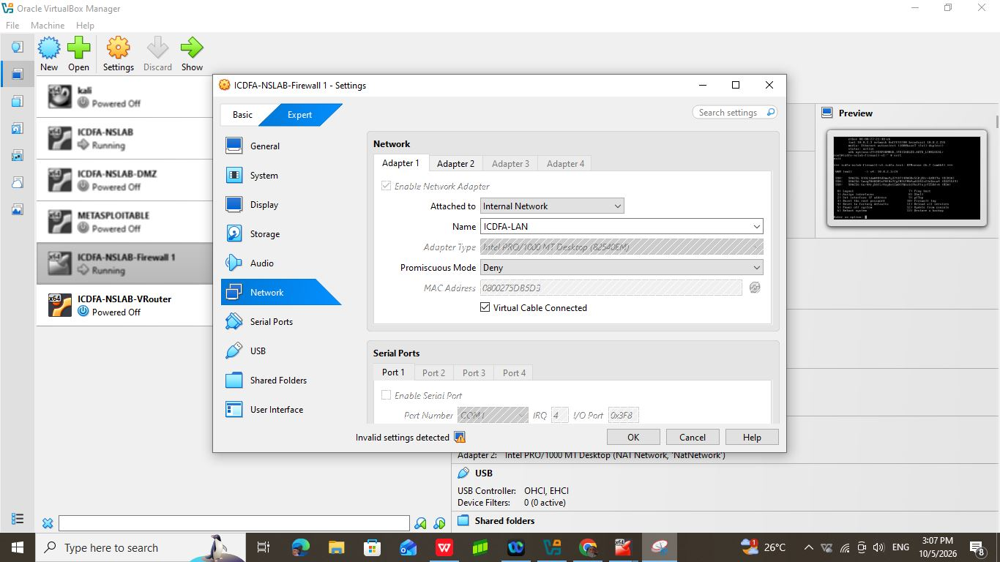 Oracle VirtualBox Manager
File Machine Help
New Open Settings Discard Show
kali
Powered Off
ICDFA-NSLAB
Running
ICDFA-NSLAB-DMZ
Powered Off
METASPLOITABLE
Powered Off
ICDFA-NSLAB-Firewall 1
Running
ICDFA-NSLAB-VRouter
Powered Off
ICDFA-NSLAB-Firewall 1 - Settings
Basic Expert
Search settings
General
System
Display
Storage
Audio
Network
Serial Ports
USB
Shared Folders
User Interface
Network
Adapter 1 Adapter 2 Adapter 3 Adapter 4
Enable Network Adapter
Attached to Internal Network
Name ICDFA-LAN
Adapter Type Intel PRO/1000 MT Desktop (82540EM)
Promiscuous Mode Deny
MAC Address 0800275DB5D3
Virtual Cable Connected
Serial Ports
Port 1 Port 2 Port 3 Port 4
Enable Serial Port
Port Number COM1 IRQ 4 I/O Port 0x3F8
Invalid settings detected
OK Cancel Help
Preview
0) Logout 7) Ping host
Adapter 2: Intel PRO/1000 MT Desktop (NAT Network, 'NatNetwork')
USB
USB Controller: OHCI, EHCI
Device Filters: 0 (0 active)
Shared folders
Type here to search
26°C
ENG
3:07 PM
10/5/2026
8